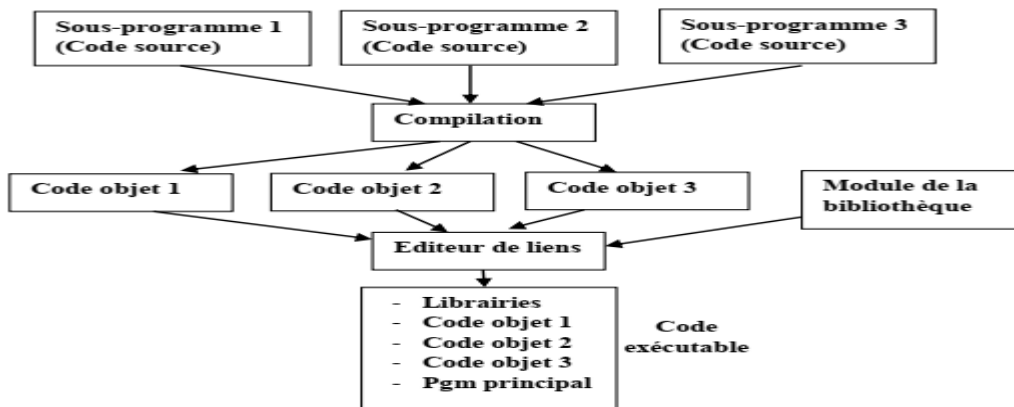 Sous-programme 1
(Code source)
Sous-programme 2
(Code source)
Sous-programme 3
(Code source)
Compilation
Code objet 1
Code objet 2
Code objet 3
Module de la
bibliothèque
Editeur de liens
- Librairies
- Code objet 1
- Code objet 2
- Code objet 3
- Pgm principal
Code
exécutable